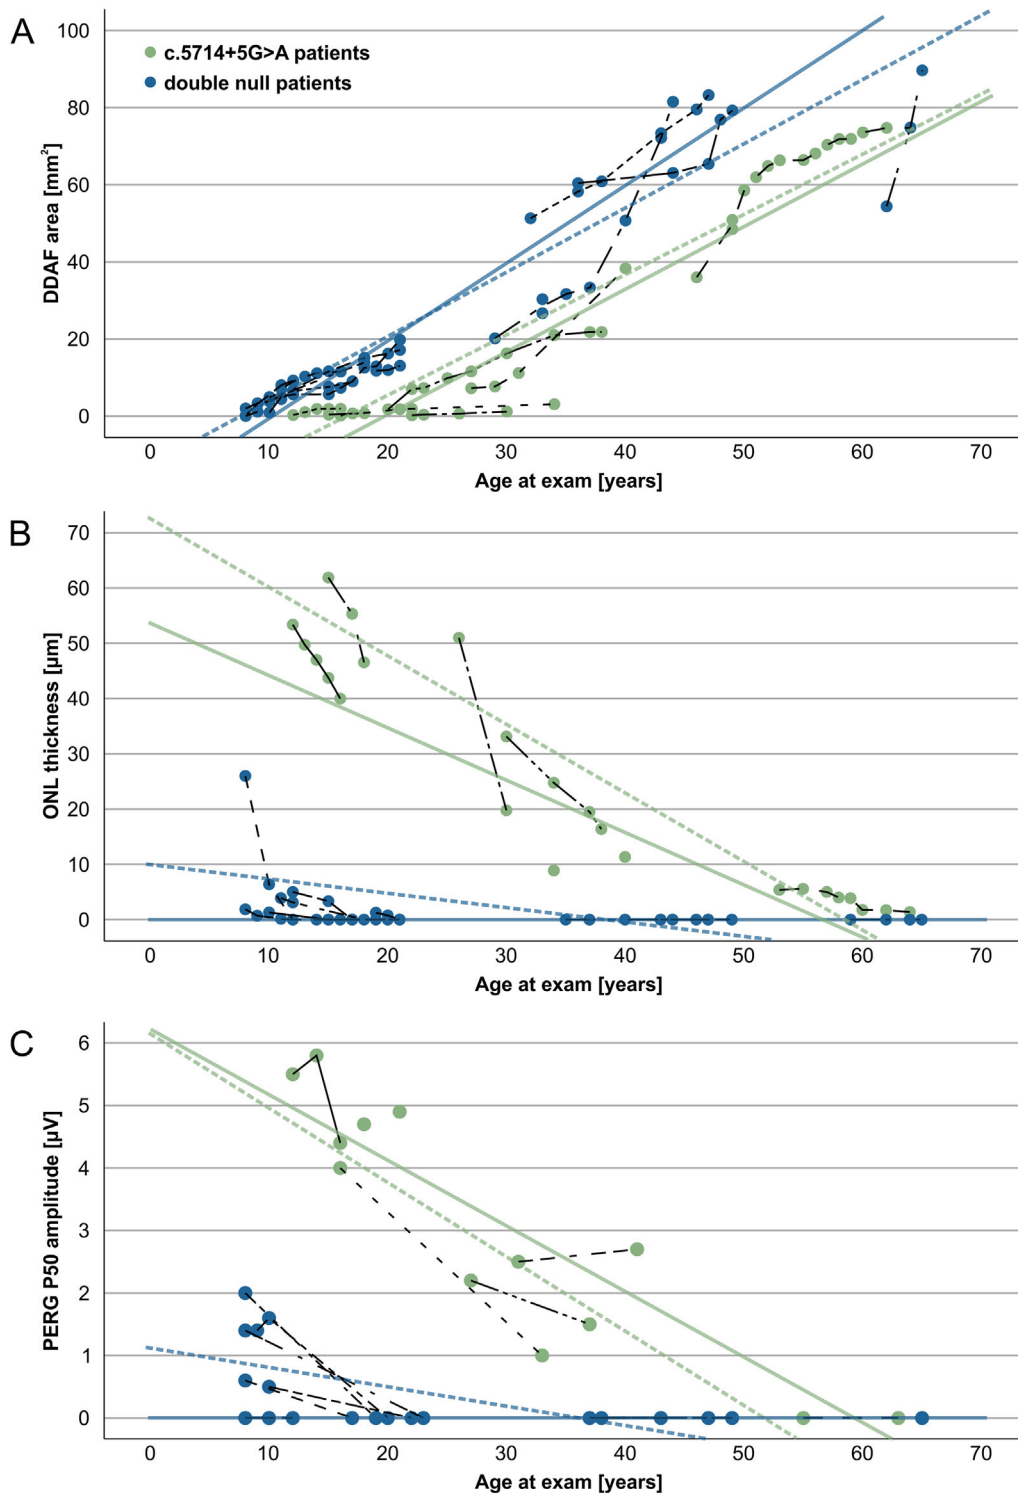 A
100
80
60
40
20
0
c.5714+5G>A patients
double null patients
DDAF area [mm²]
0 10 20 30 40 50 60 70
Age at exam [years]
B
70
60
50
40
30
20
10
0
ONL thickness [µm]
0 10 20 30 40 50 60 70
Age at exam [years]
C
6
5
4
3
2
1
0
PERG P50 amplitude [µV]
0 10 20 30 40 50 60 70
Age at exam [years]